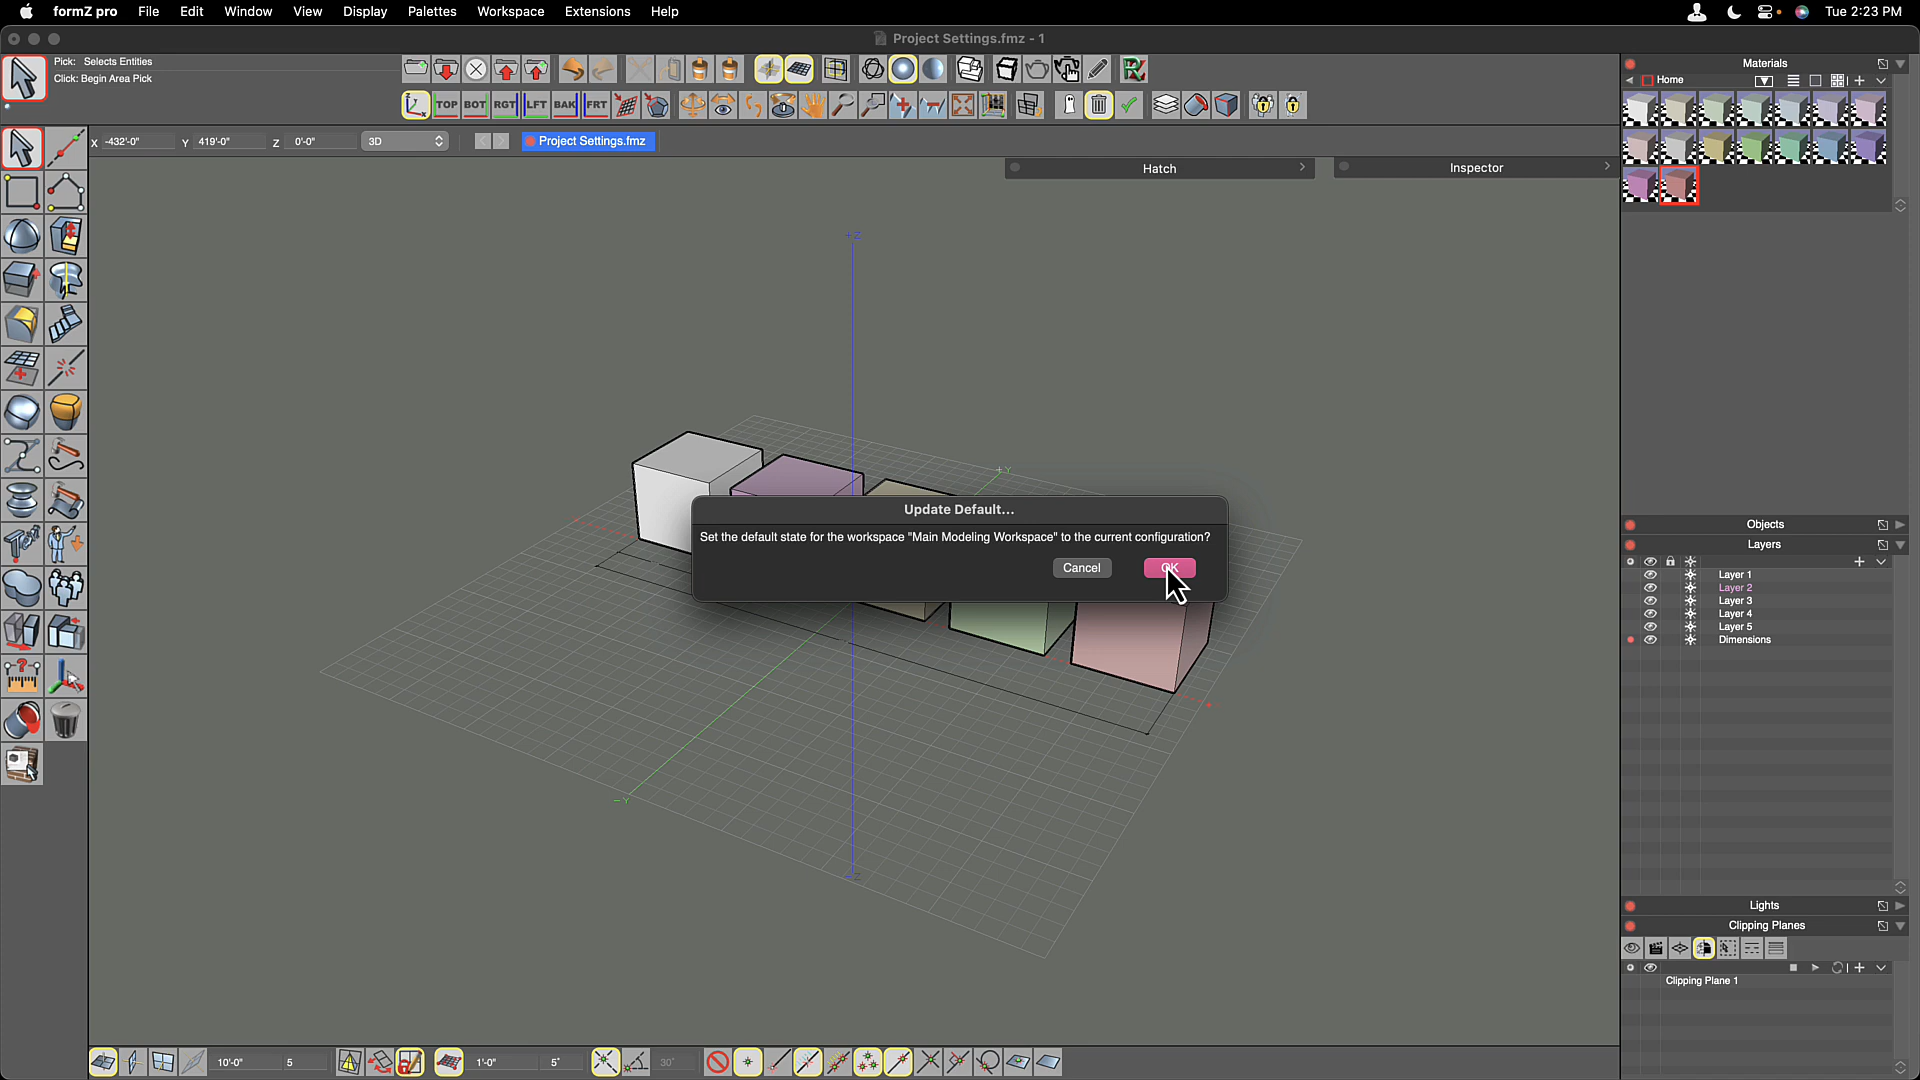 formZ pro File Edit Window View Display Palettes Workspace Extensions Help Tue 2:23 PM
Project Settings.fmz - 1
Pick: Selects Entities
Click: Begin Area Pick
Materials
Home
TOP BOT RGT LFT BAK FRT
X -432'-0" Y 419'-0" Z 0'-0" 3D Project Settings.fmz
Hatch
Inspector
+Z
+Y
Update Default...
Set the default state for the workspace "Main Modeling Workspace" to the current configuration?
Cancel OK
-Y
-Z
Objects
Layers
Layer 1
Layer 2
Layer 3
Layer 4
Layer 5
Dimensions
Lights
Clipping Planes
Clipping Plane 1
10'-0" 5 1'-0" 5° 30°